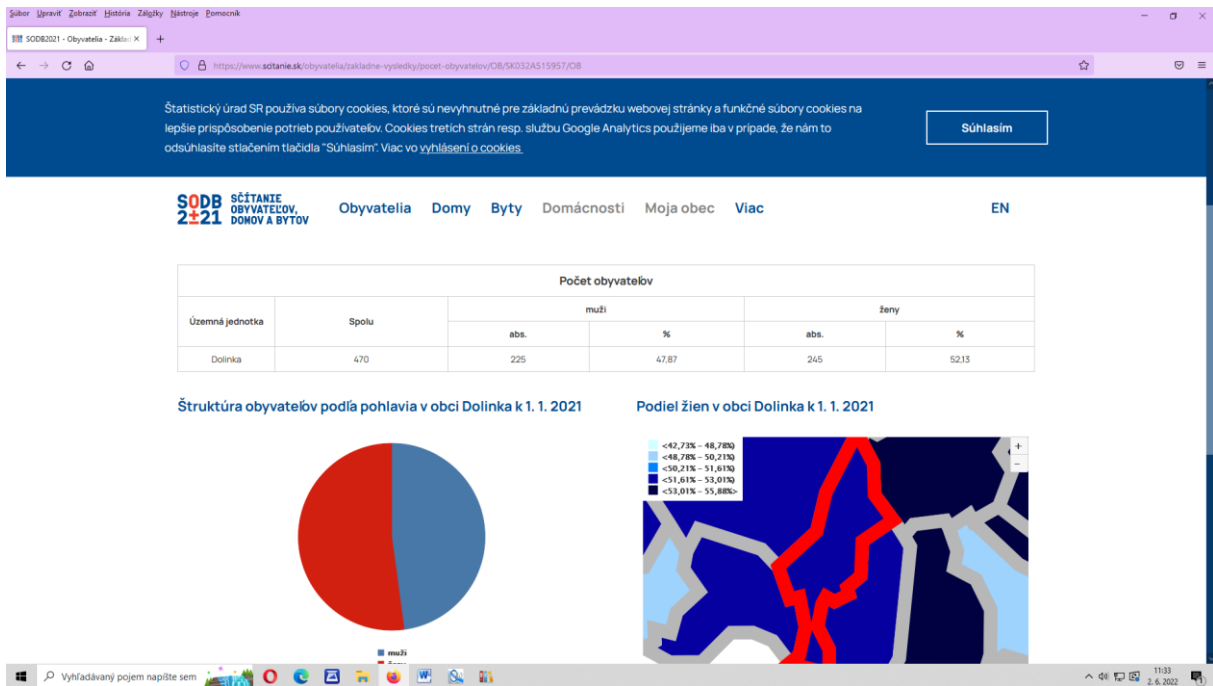 Súbor Upraviť Zobraziť História Záložky Nástroje Pomocník
SODB2021 - Obyvatelia - Základ
https://www.scitanie.sk/obyvatelia/zakladne-vysledky/pocet-obyvatelov/OB/SK032A515957/OB
Štatistický úrad SR používa súbory cookies, ktoré sú nevyhnutné pre základnú prevádzku webovej stránky a funkčné súbory cookies na
lepšie prispôsobenie potrieb používateľov. Cookies tretích strán resp. službu Google Analytics použijeme iba v prípade, že nám to
odsúhlasíte stlačením tlačidla "Súhlasím". Viac vo vyhlásení o cookies
Súhlasím
SODB 2±21
SČÍTANIE
OBYVATEĽOV,
DOMOV A BYTOV
Obyvatelia Domy Byty Domácnosti Moja obec Viac EN
Počet obyvateľov
Územná jednotka Spolu muži ženy
abs. % abs. %
Dolinka 470 225 47,87 245 52,13
Štruktúra obyvateľov podľa pohlavia v obci Dolinka k 1. 1. 2021
Podiel žien v obci Dolinka k 1. 1. 2021
<42,73% – 48,78%)
<48,78% – 50,21%)
<50,21% – 51,61%)
<51,61% – 53,01%)
<53,01% – 55,88%>
+
−
muži
Vyhľadávaný pojem napíšte sem
11:33
2. 6. 2022